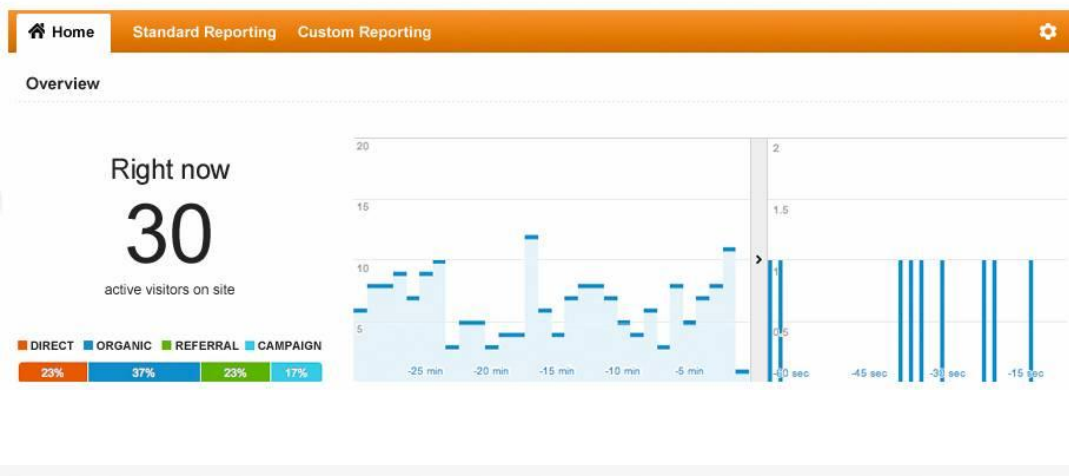 Home Standard Reporting Custom Reporting
Overview
Right now
30
active visitors on site
DIRECT ORGANIC REFERRAL CAMPAIGN
23% 37% 23% 17%
20
15
10
5
-25 min -20 min -15 min -10 min -5 min
2
1.5
1
0.5
-60 sec -45 sec -30 sec -15 sec